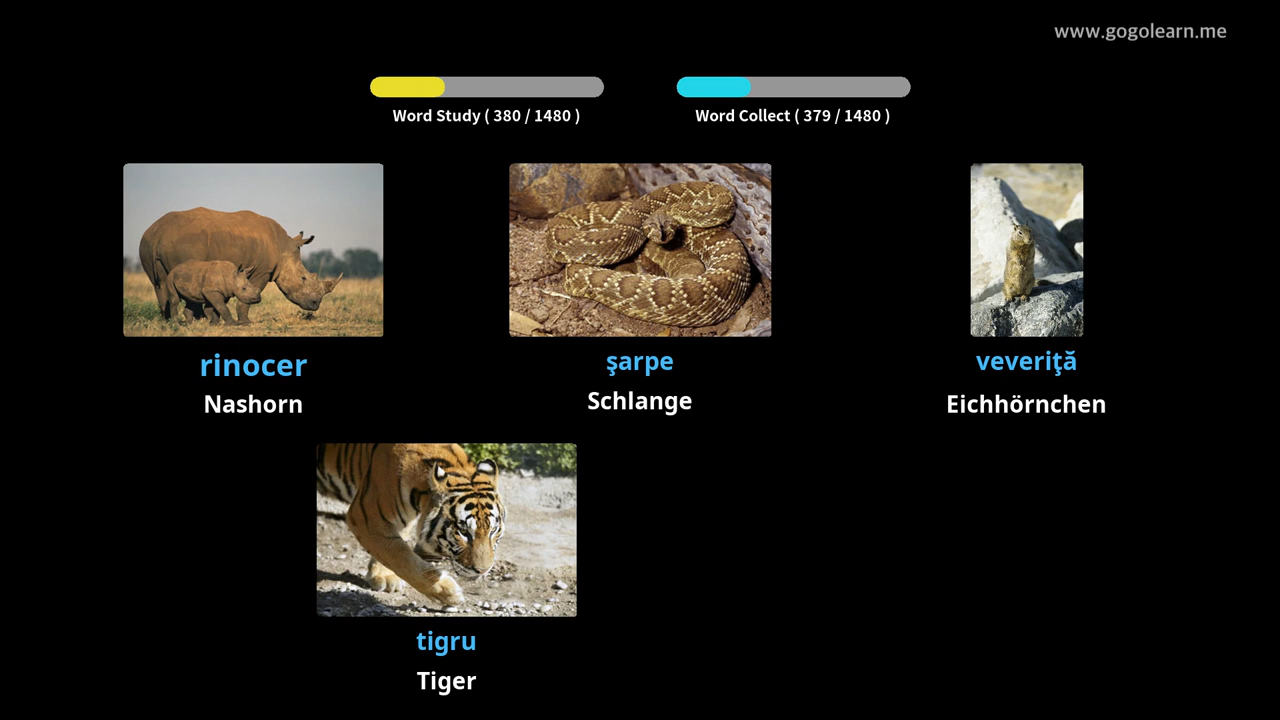 www.gogolearn.me
Word Study ( 380 / 1480 )
Word Collect ( 379 / 1480 )
rinocer
Nashorn
şarpe
Schlange
veveriţă
Eichhörnchen
tigru
Tiger